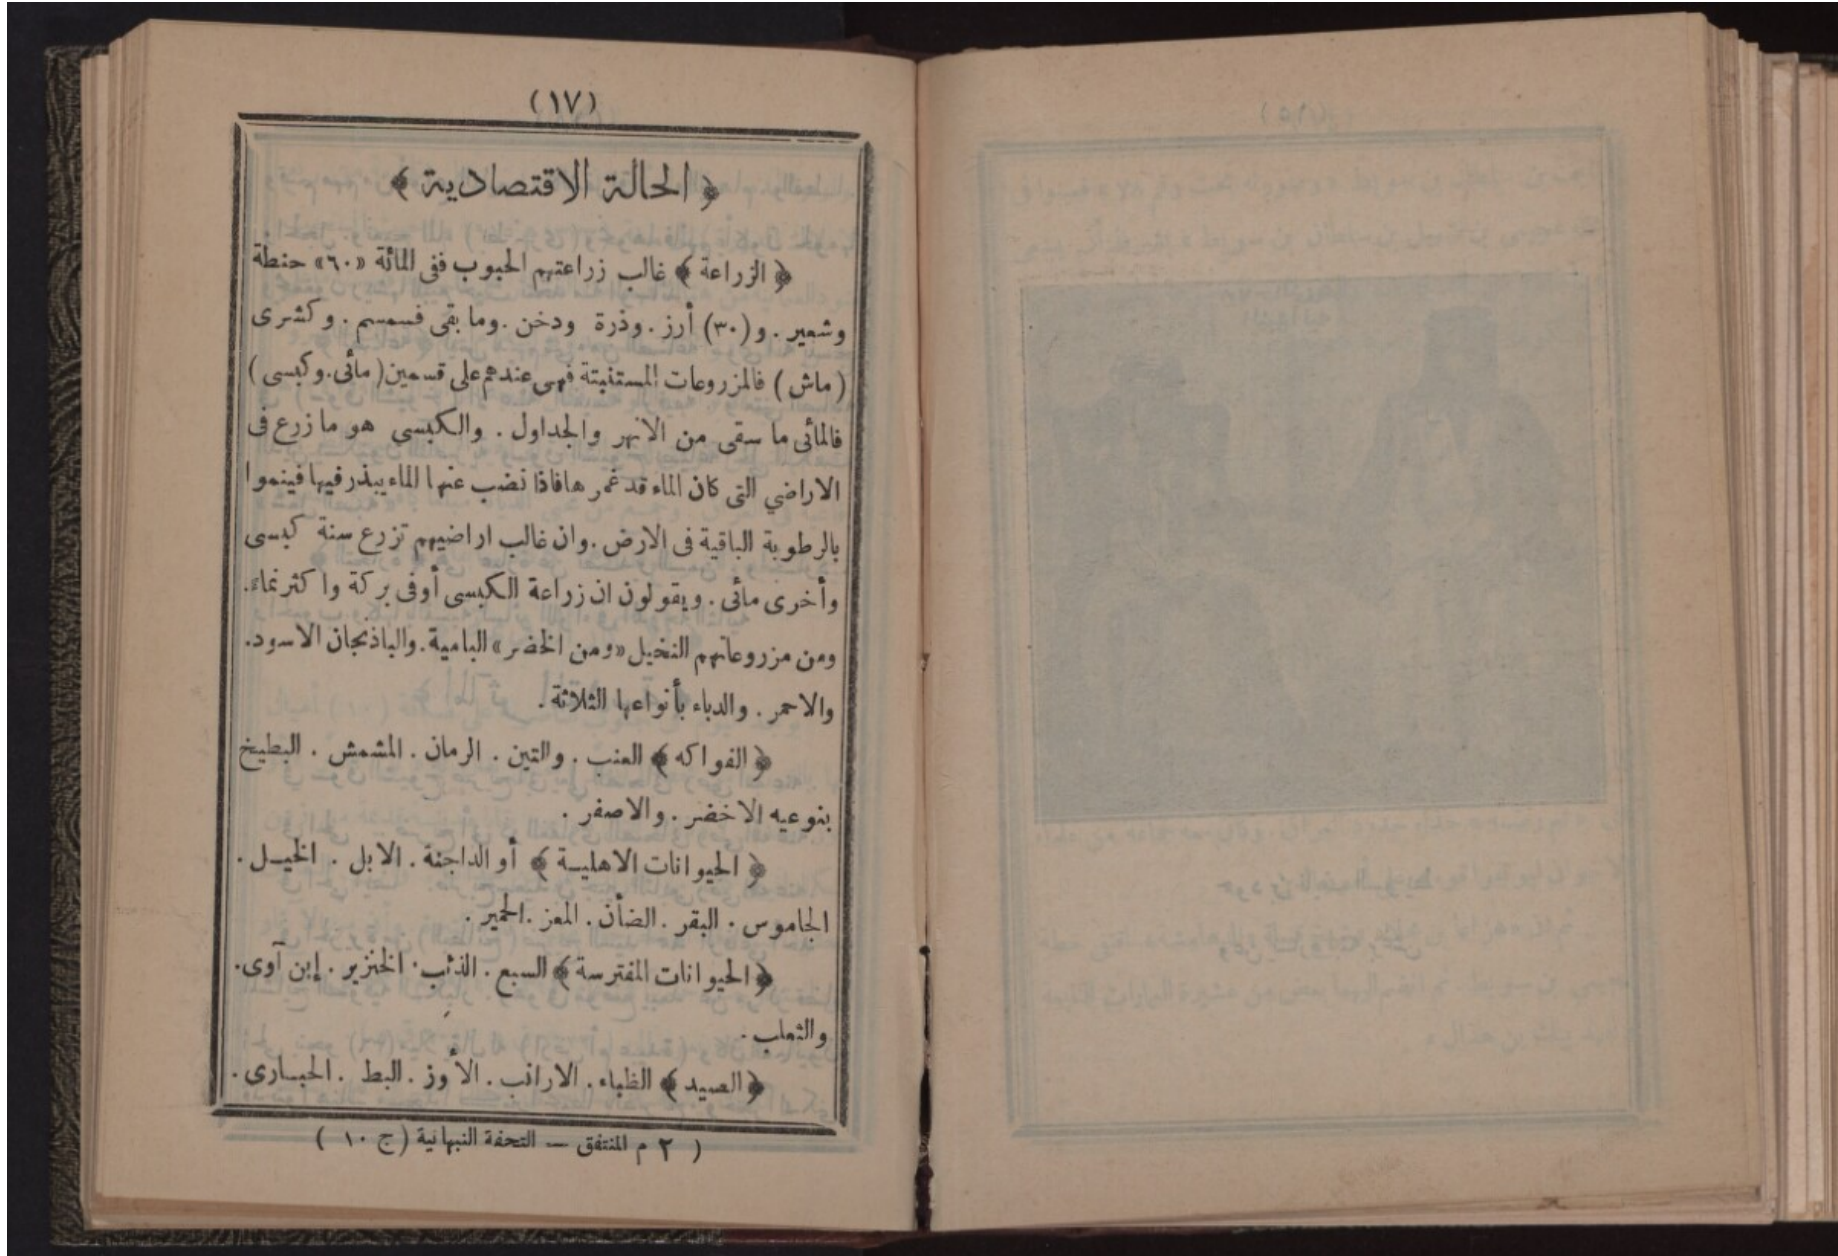 (١٧)
﴿ الحالة الاقتصادية ﴾
﴿ الزراعة ﴾ غالب زراعتهم الحبوب ففى المائة «٦٠» حنطة
وشعير . و (٣٠) أرز . وذرة ودخن . وما بقى فسمسم . وكشرى
( ماش ) فالمزروعات المستنبتة فهى عندهم على قسمين ( مائى . وكبسى )
فالمائى ما سقى من الانهر والجداول . والكبسى هو ما زرع فى
الاراضي التى كان الماء قد غمرها فاذا نضب عنها الماء يبذر فيها فينموا
بالرطوبة الباقية فى الارض . وان غالب اراضيهم تزرع سنة كبسى
وأخرى مائى . ويقولون ان زراعة الكبسى أوفى بركة واكثر نماءً .
ومن مزروعاتهم النخيل «ومن الخضر» البامية . والباذنجان الاسود .
والاحمر . والدباء بأنواعها الثلاثة .
﴿ الفواكه ﴾ العنب . والتين . الرمان . المشمش . البطيخ
بنوعيه الاخضر . والاصفر .
﴿ الحيوانات الاهلية ﴾ أو الداجنة . الابل . الخيل .
الجاموس . البقر . الضأن . المعز . الحمير .
﴿ الحيوانات المفترسة ﴾ السبع . الذئب . الخنزير . إبن آوى .
والثعلب .
﴿ الصيد ﴾ الظباء . الارانب . الأوز . البط . الحبارى .
( ٢ م المنتفق — التحفة النبهانية ( ج ١٠ )